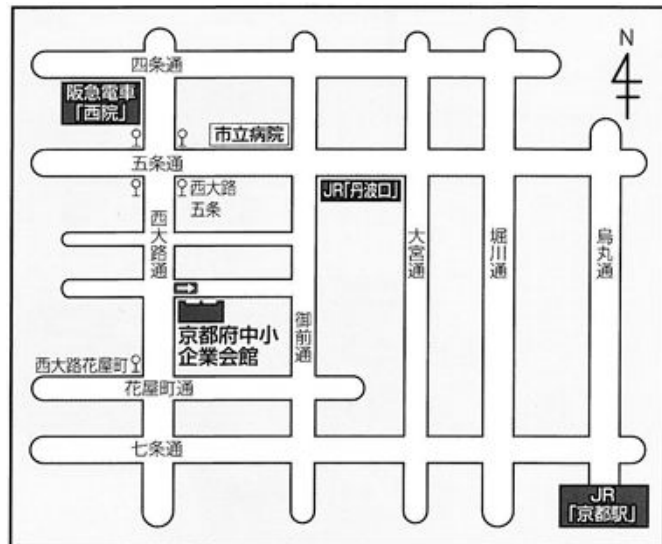 N
四条通
阪急電車
「西院」
市立病院
五条通
西大路
五条
JR「丹波口」
西大路通
大宮通
堀川通
烏丸通
京都府中小
企業会館
御前通
西大路花屋町
花屋町通
七条通
JR
「京都駅」